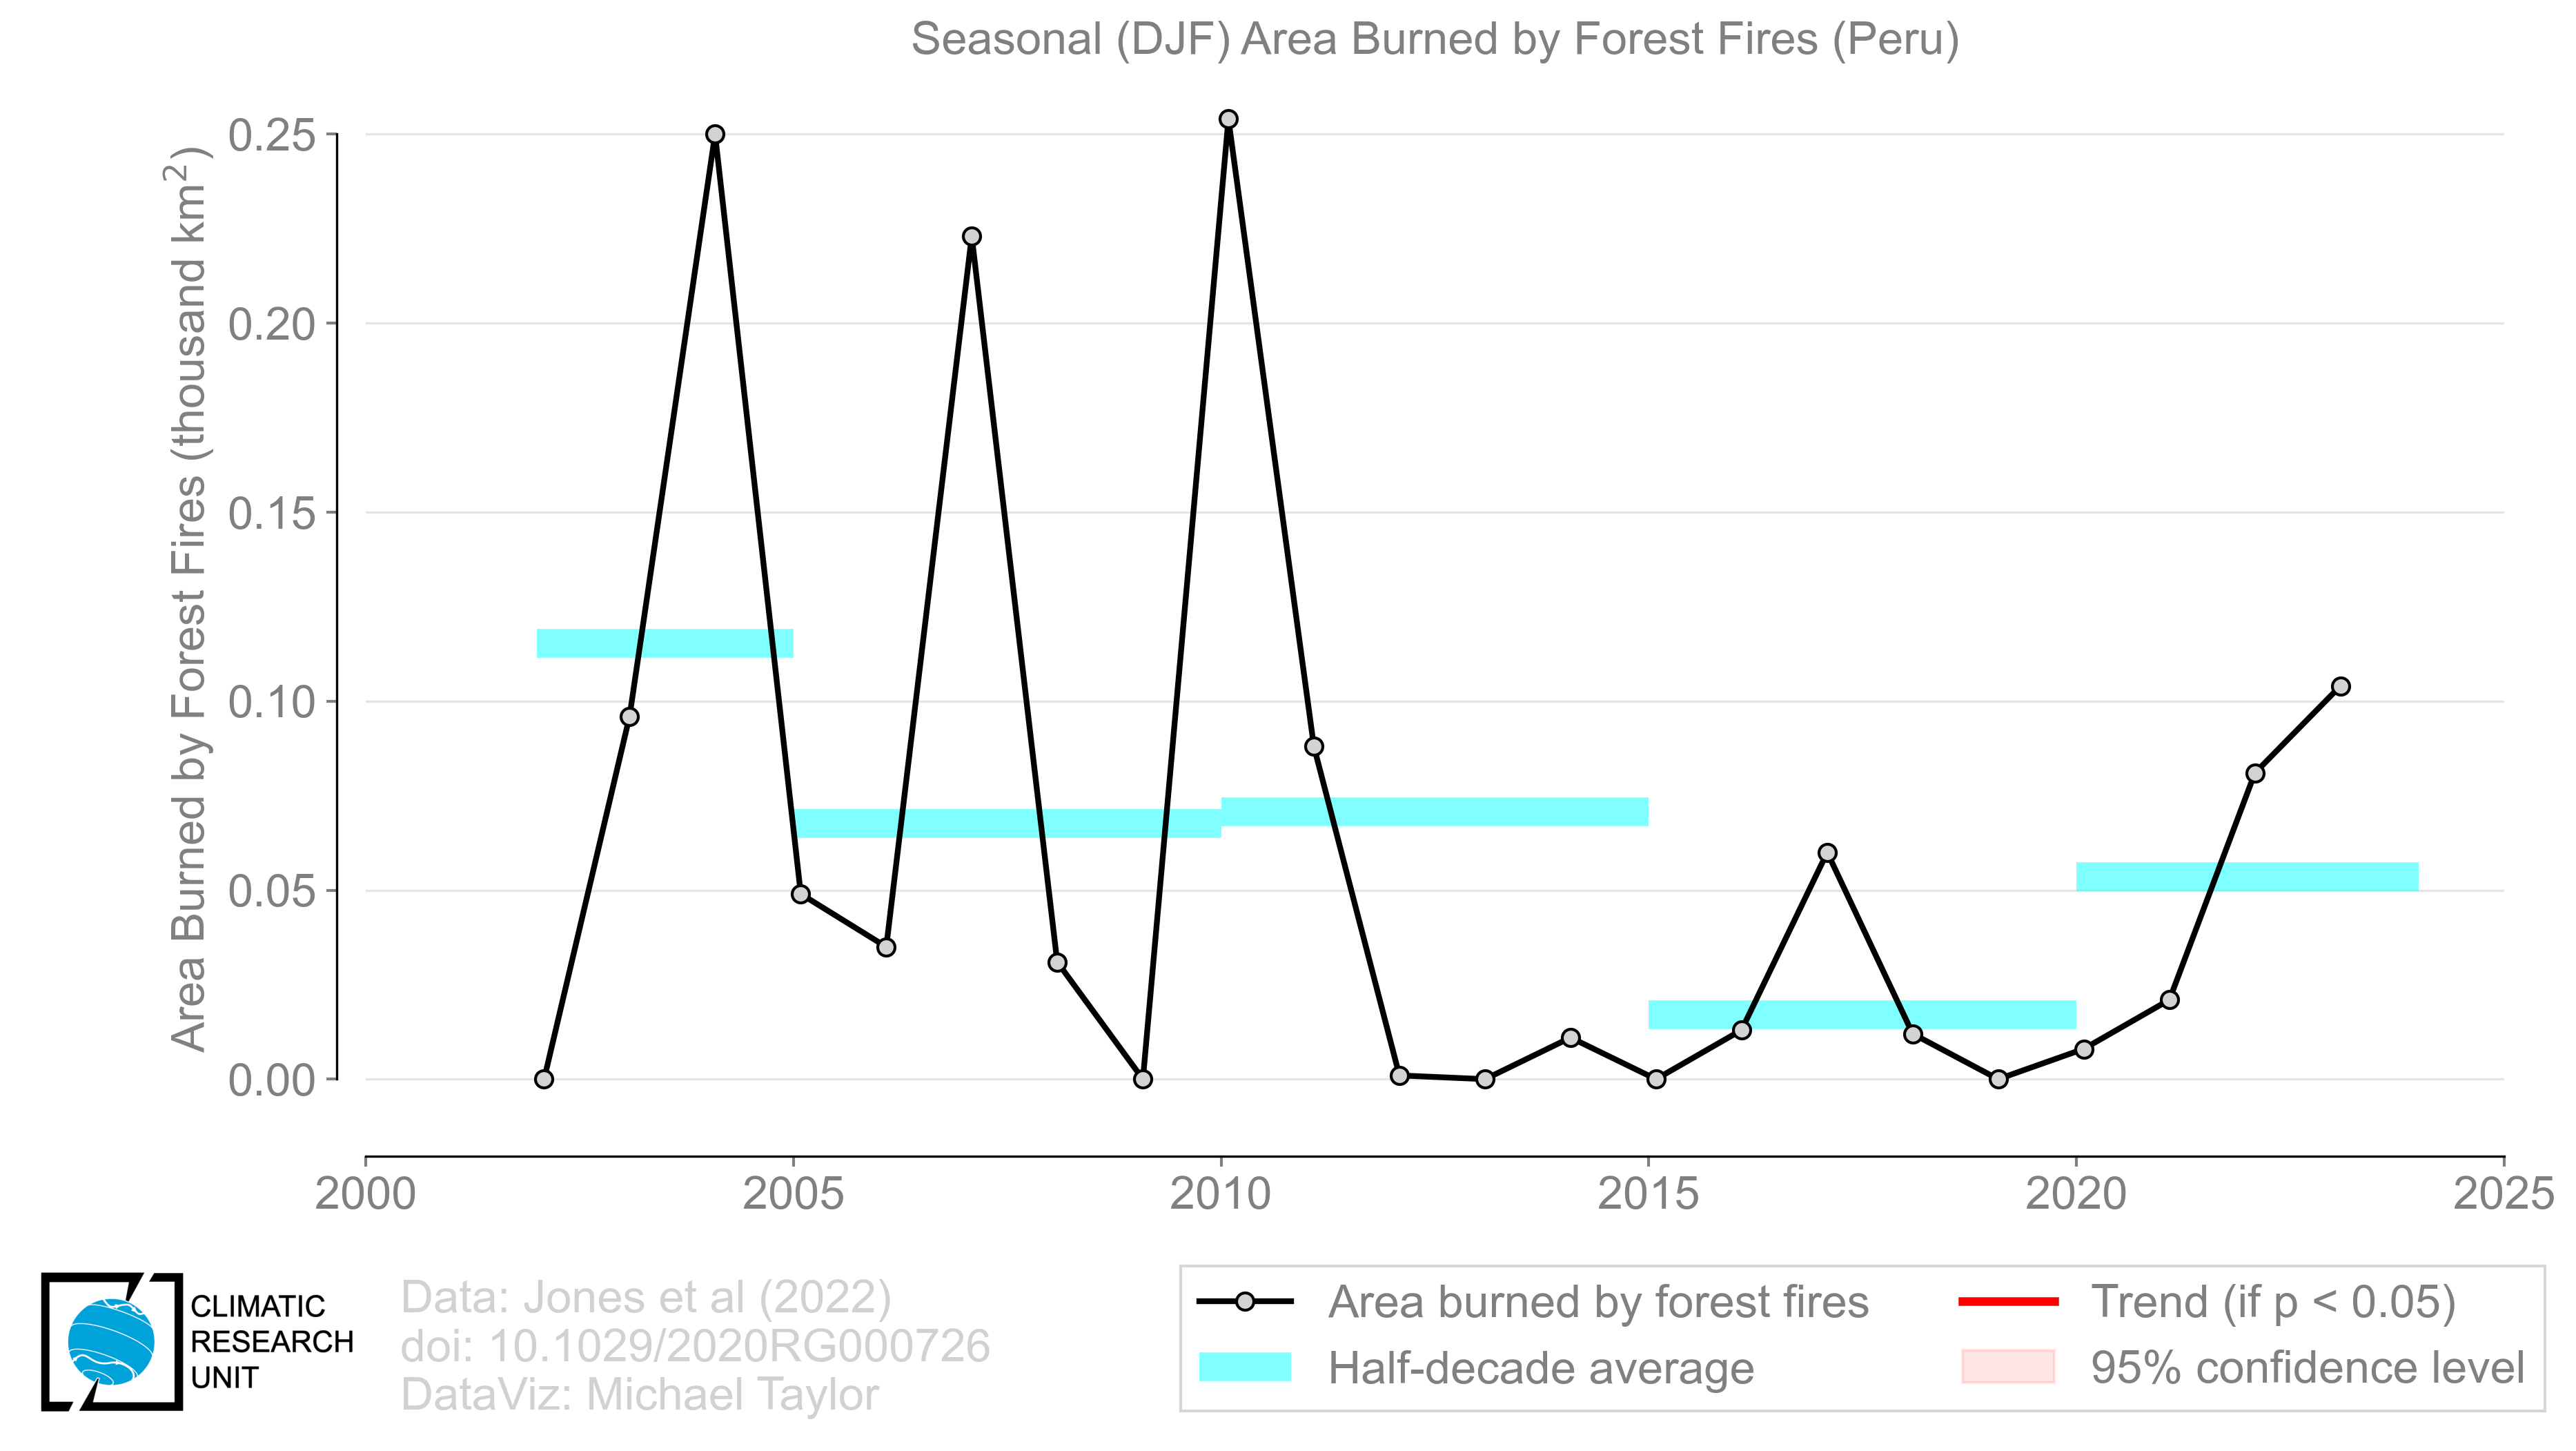 Seasonal (DJF) Area Burned by Forest Fires (Peru)
Area Burned by Forest Fires (thousand km²)
0.25
0.20
0.15
0.10
0.05
0.00
2000 2005 2010 2015 2020 2025
CLIMATIC
RESEARCH
UNIT
Data: Jones et al (2022)
doi: 10.1029/2020RG000726
DataViz: Michael Taylor
Area burned by forest fires
Half-decade average
Trend (if p < 0.05)
95% confidence level